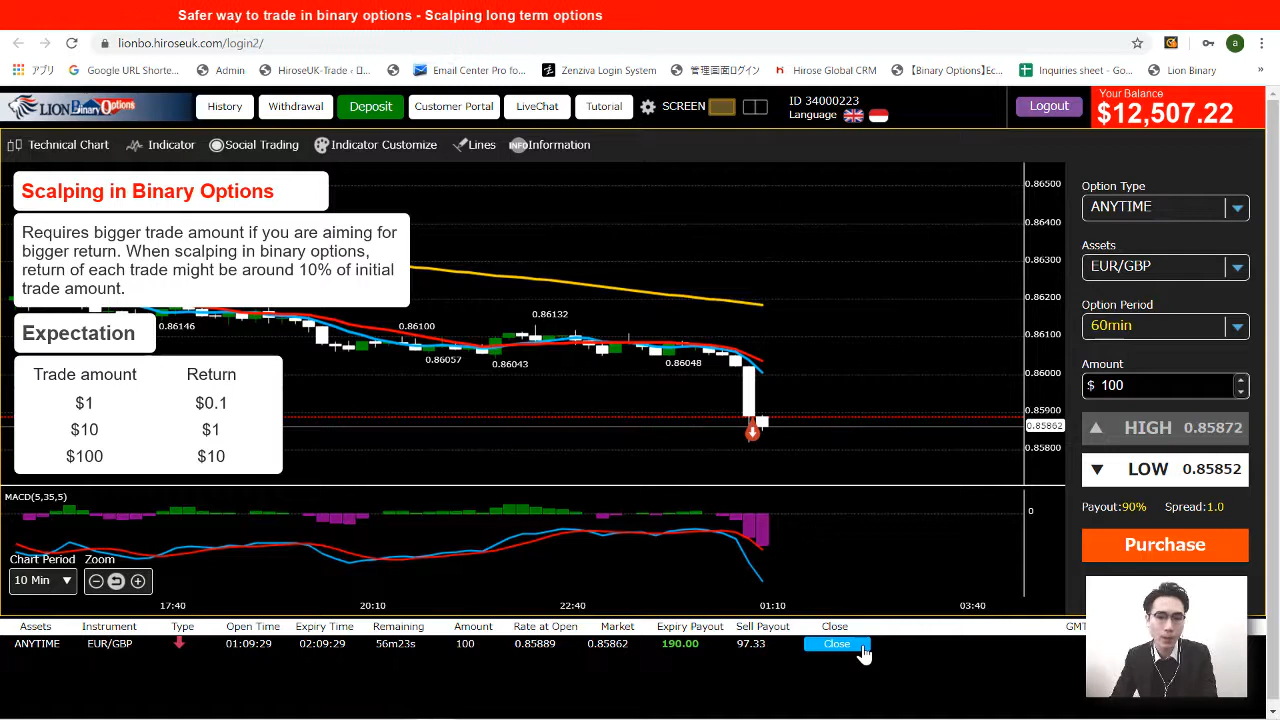 Safer way to trade in binary options - Scalping long term options
lionbo.hiroseuk.com/login2/
a
アプリ Google URL Shorte... Admin HiroseUK-Trade ‹ ロ... Email Center Pro fo... Zenziva Login System 管理画面ログイン Hirose Global CRM 【Binary Options】Ec... Inquiries sheet - Go... Lion Binary »
LION Binary Options History Withdrawal Deposit Customer Portal LiveChat Tutorial SCREEN ID 34000223 Language Logout Your Balance
$12,507.22
Technical Chart Indicator Social Trading Indicator Customize Lines INFO Information
Scalping in Binary Options
Requires bigger trade amount if you are aiming for
bigger return. When scalping in binary options,
return of each trade might be around 10% of initial
trade amount.
Expectation
Trade amount Return
$1 $0.1
$10 $1
$100 $10
0.86146
0.86100
0.86057
0.86132
0.86043
0.86048
0.86500
0.86400
0.86300
0.86200
0.86100
0.86000
0.85900
0.85862
0.85800
MACD(5,35,5)
0
Chart Period Zoom
10 Min
17:40 20:10 22:40 01:10 03:40
Option Type
ANYTIME
Assets
EUR/GBP
Option Period
60min
Amount
$ 100
HIGH 0.85872
LOW 0.85852
Payout:90% Spread:1.0
Purchase
Assets Instrument Type Open Time Expiry Time Remaining Amount Rate at Open Market Expiry Payout Sell Payout Close GMT
ANYTIME EUR/GBP 01:09:29 02:09:29 56m23s 100 0.85889 0.85862 190.00 97.33 Close